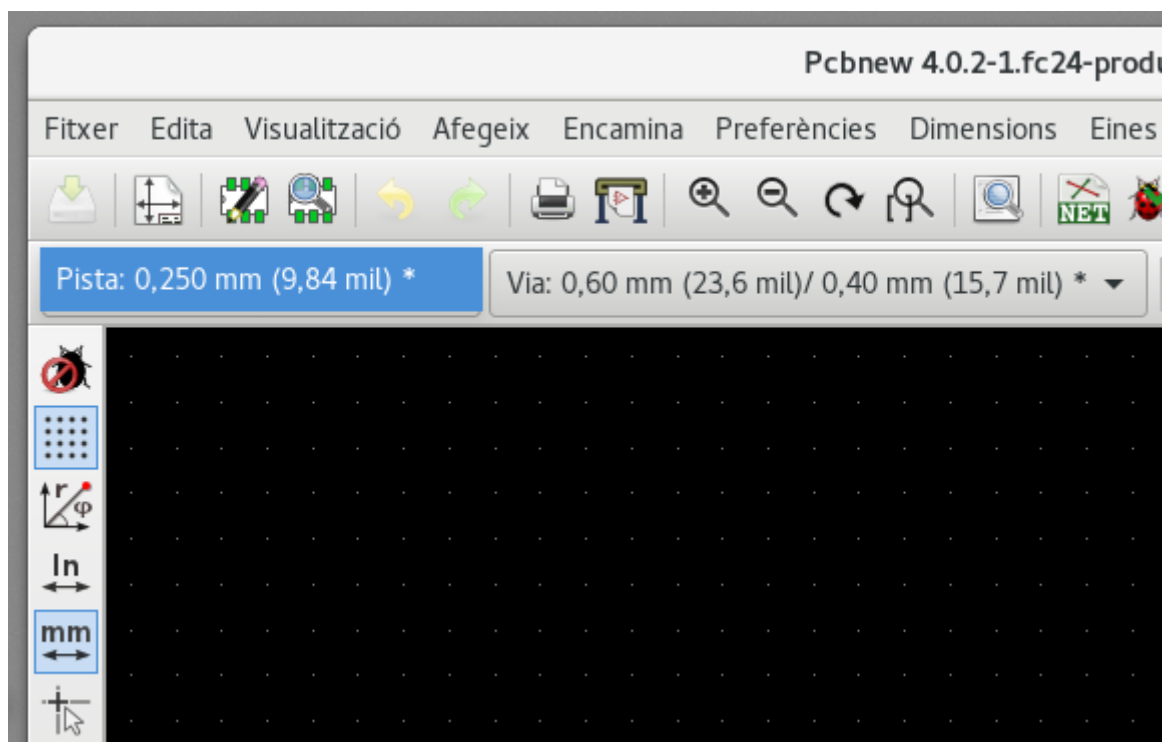 Pcbnew 4.0.2-1.fc24-produ
Fitxer Edita Visualització Afegeix Encamina Preferències Dimensions Eines
NET
Pista: 0,250 mm (9,84 mil) *
Via: 0,60 mm (23,6 mil)/ 0,40 mm (15,7 mil) *
r
φ
In
mm